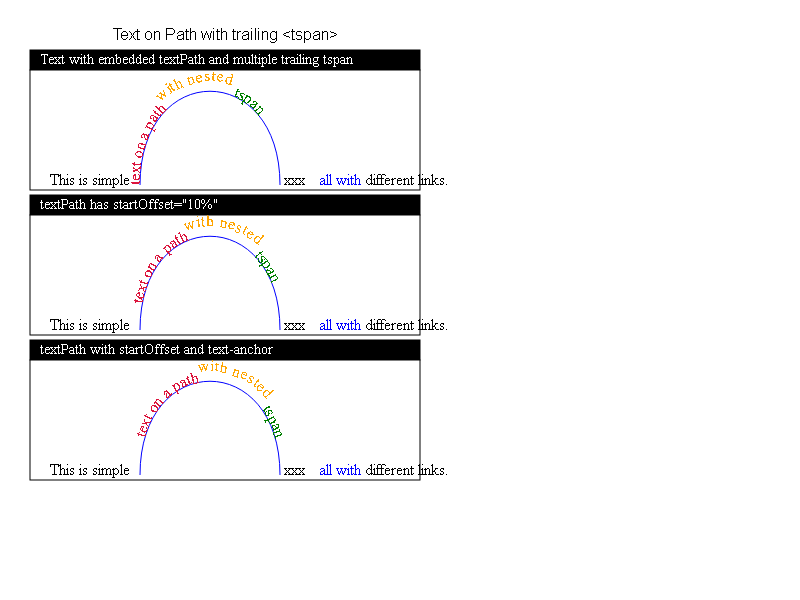 Text on Path with trailing <tspan>
Text with embedded textPath and multiple trailing tspan
This is simple text on a path with nested tspan xxx all with different links.
textPath has startOffset="10%"
This is simple text on a path with nested tspan xxx all with different links.
textPath with startOffset and text-anchor
This is simple text on a path with nested tspan xxx all with different links.